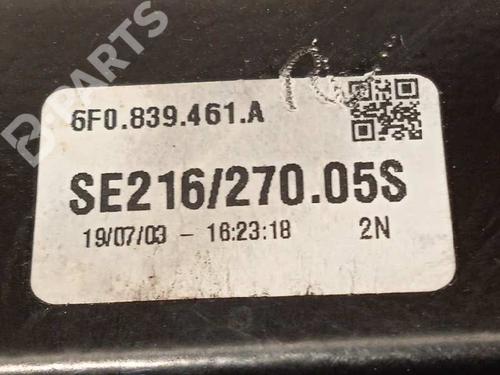 B-PARTS
6F0.839.461.A
SE216/270.05S
19/07/03 - 16:23:18 2N